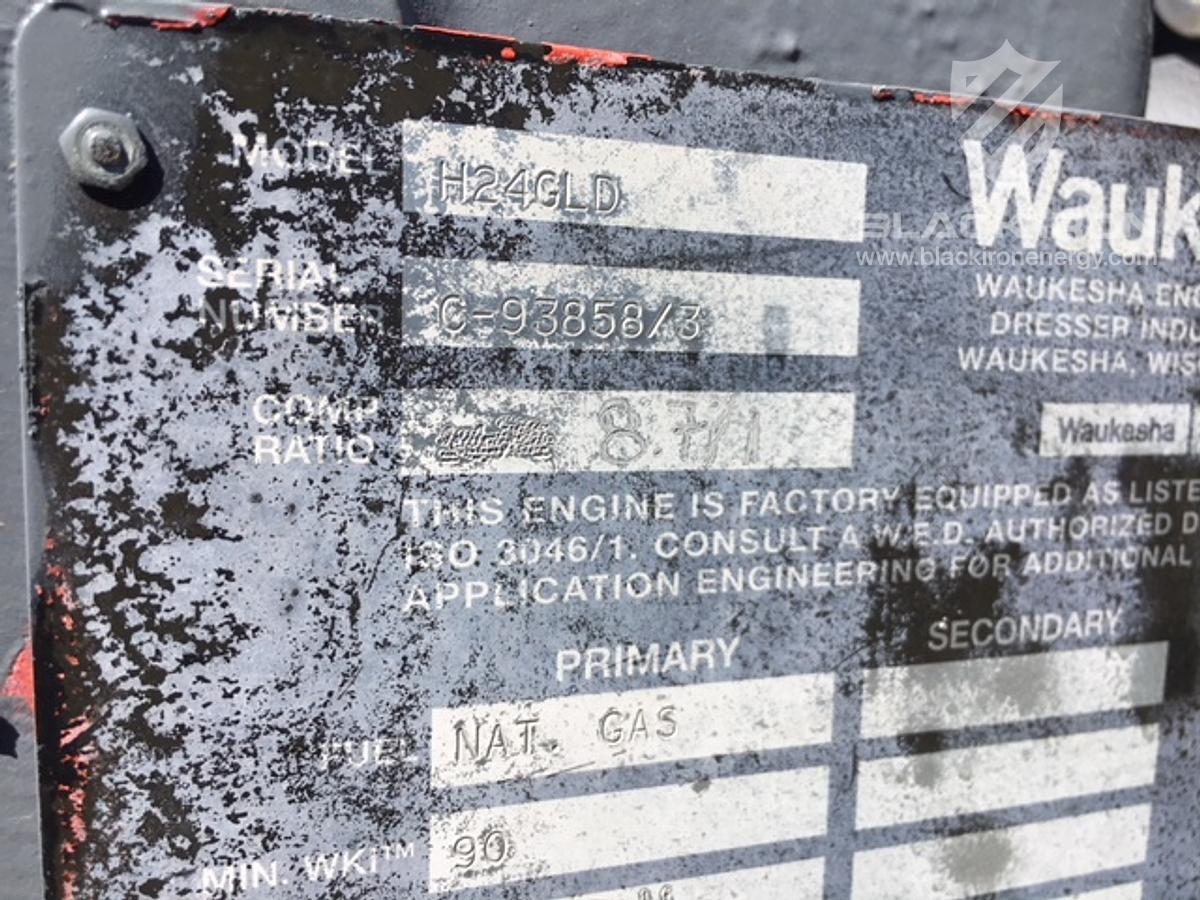 MODEL H24GLD
SERIAL NUMBER C-93858/3
COMP RATIO 8.7/1
Wauk
WAUKESHA EN
DRESSER INDU
WAUKESHA, WIS
Waukesha
BLACK
www.blackironenergy.com
THIS ENGINE IS FACTORY EQUIPPED AS LISTE
ISO 3046/1. CONSULT A W.E.D. AUTHORIZED D
APPLICATION ENGINEERING FOR ADDITIONAL
PRIMARY SECONDARY
FUEL NAT. GAS
MIN. WKI™ 90